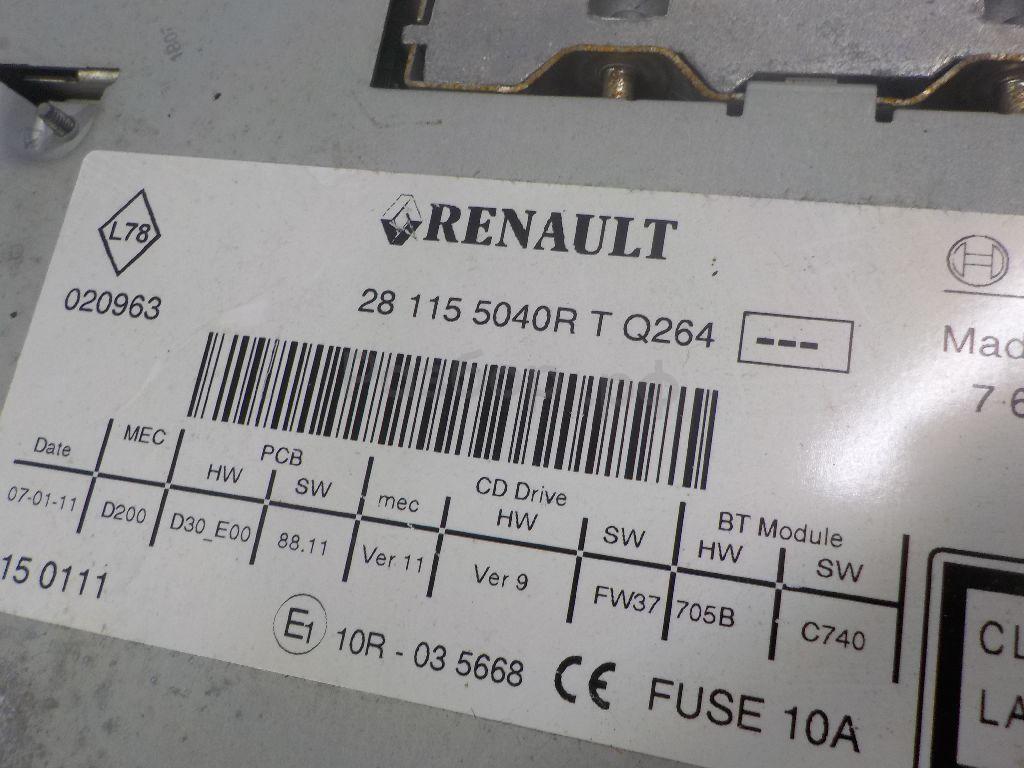 L78
RENAULT
020963
28 115 5040R T Q264
---
Mad
7 6
Date
MEC
PCB
HW
SW
CD Drive
mec
HW
SW
BT Module
HW
SW
07-01-11
D200
D30_E00
88.11
Ver 11
Ver 9
FW37
705B
C740
15 0111
E1
10R - 03 5668
CE
FUSE 10A
CL
LA